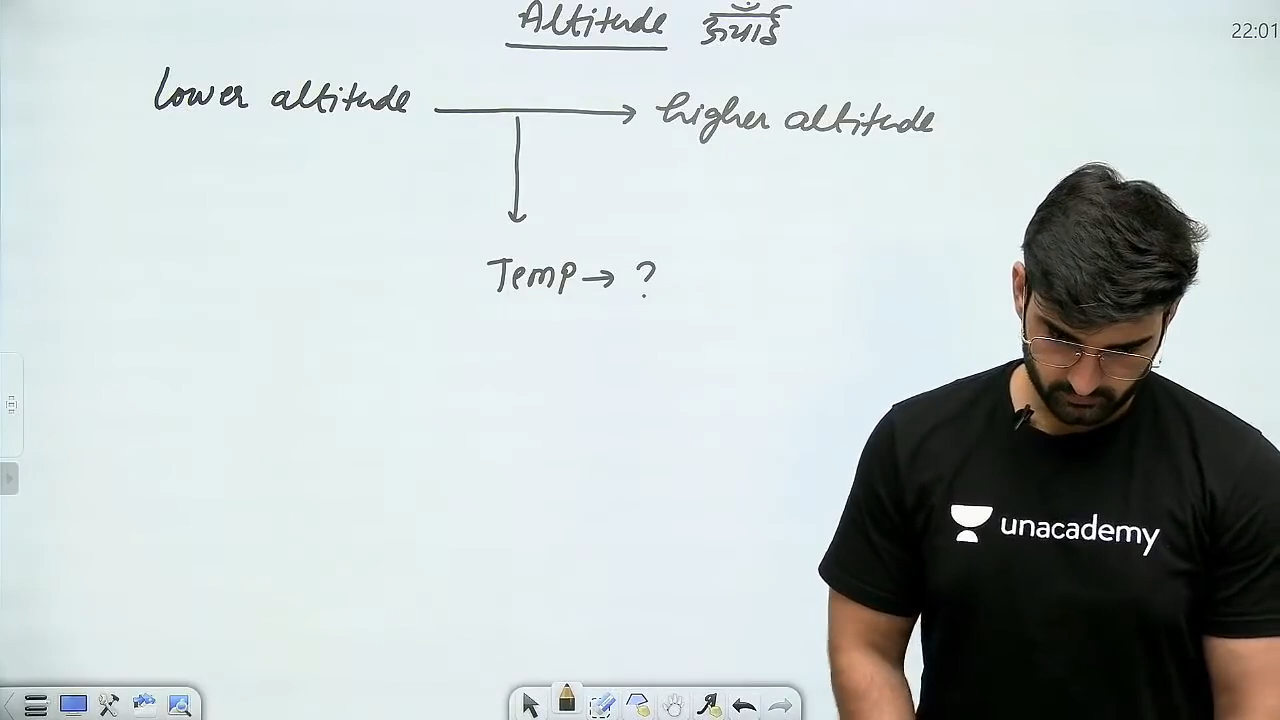 Altitude ऊँचाई
22:01
lower altitude → higher altitude
Temp → ?
unacademy